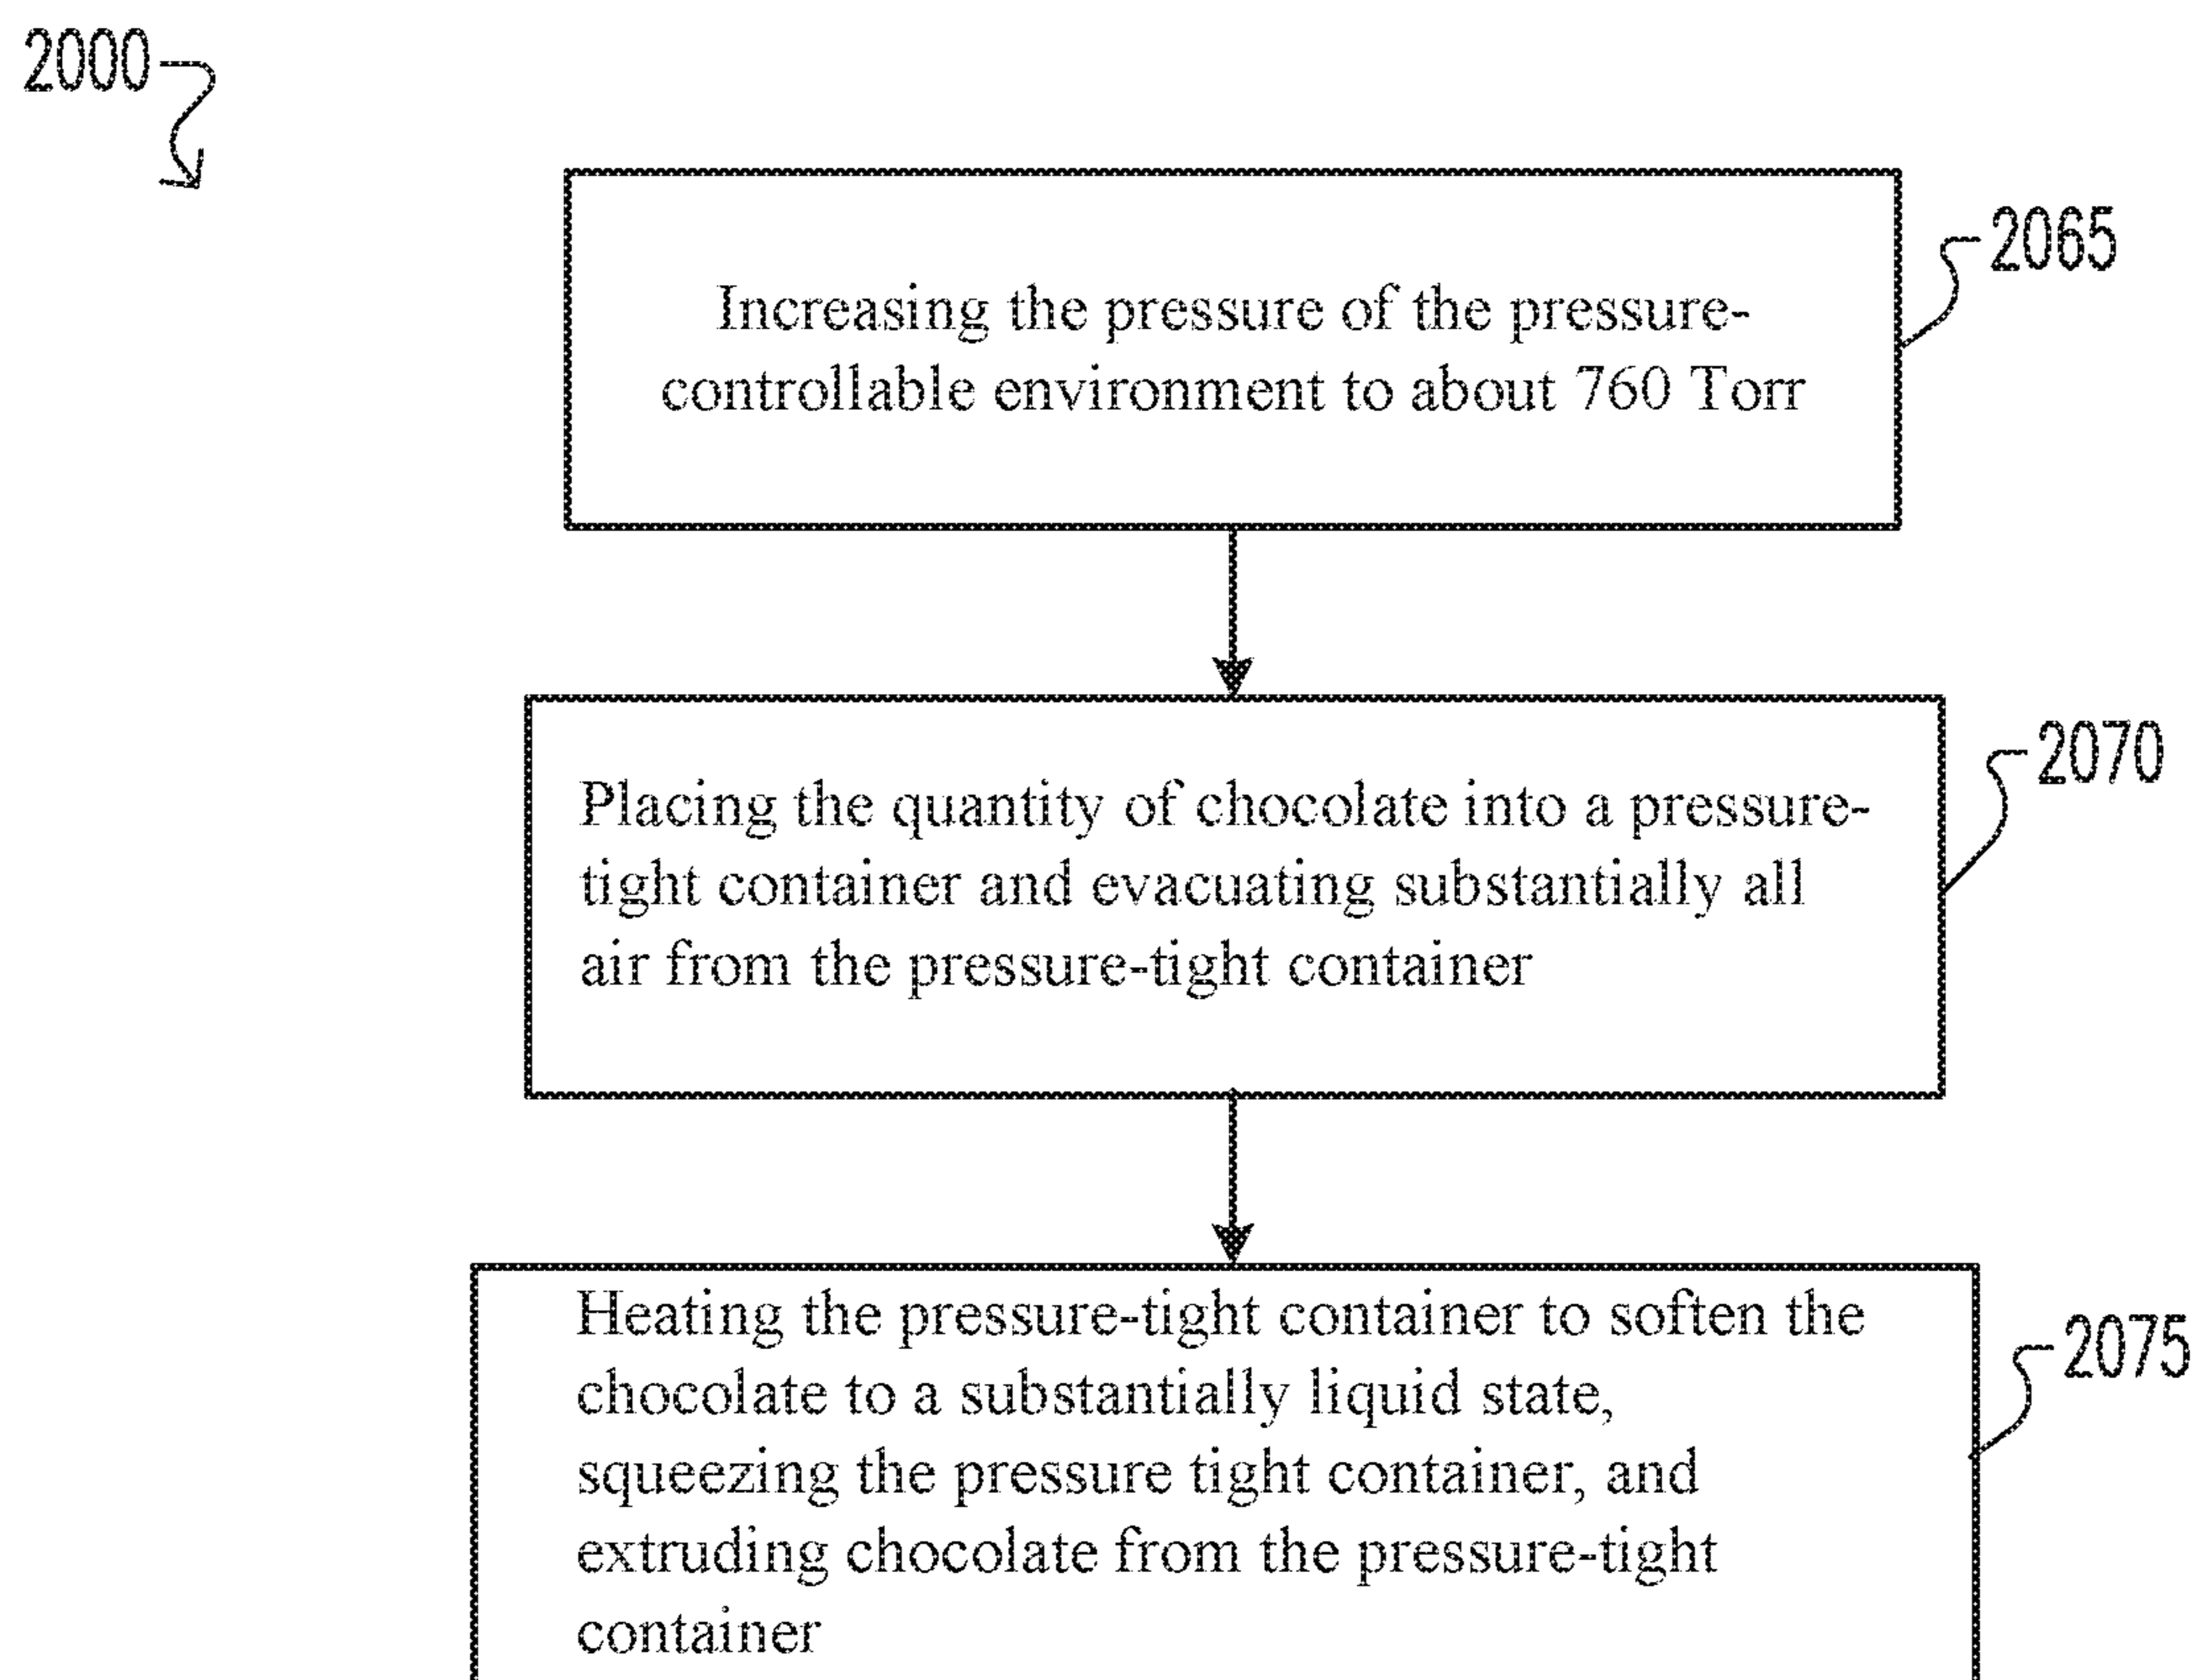 2000
2065
Increasing the pressure of the pressure-
controllable environment to about 760 Torr
2070
Placing the quantity of chocolate into a pressure-
tight container and evacuating substantially all
air from the pressure-tight container
2075
Heating the pressure-tight container to soften the
chocolate to a substantially liquid state,
squeezing the pressure tight container, and
extruding chocolate from the pressure-tight
container